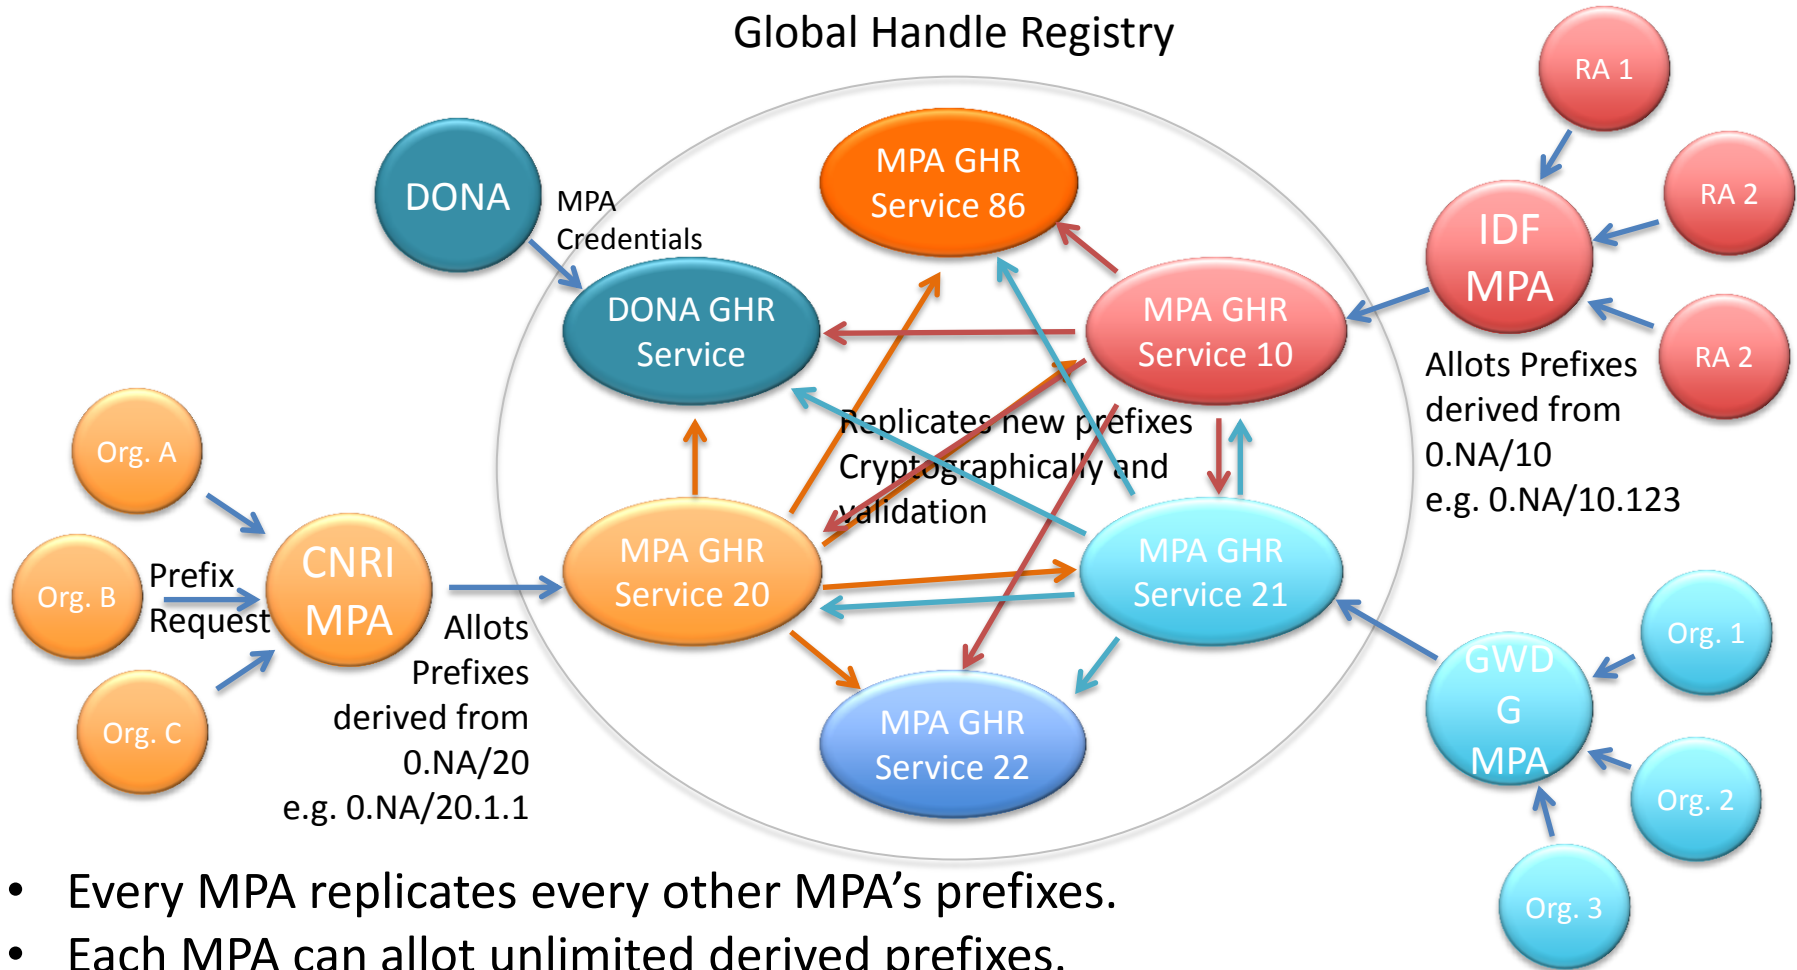 Global Handle Registry
DONA
MPA
Credentials
DONA GHR
Service
MPA GHR
Service 86
MPA GHR
Service 10
Replicates new prefixes
Cryptographically and
validation
MPA GHR
Service 20
MPA GHR
Service 21
MPA GHR
Service 22
RA 1
RA 2
RA 2
IDF
MPA
Allots Prefixes
derived from
0.NA/10
e.g. 0.NA/10.123
Org. A
Org. B
Org. C
Prefix
Request
CNRI
MPA
Allots
Prefixes
derived from
0.NA/20
e.g. 0.NA/20.1.1
GWD
G
MPA
Org. 1
Org. 2
Org. 3
• Every MPA replicates every other MPA’s prefixes.
• Each MPA can allot unlimited derived prefixes.